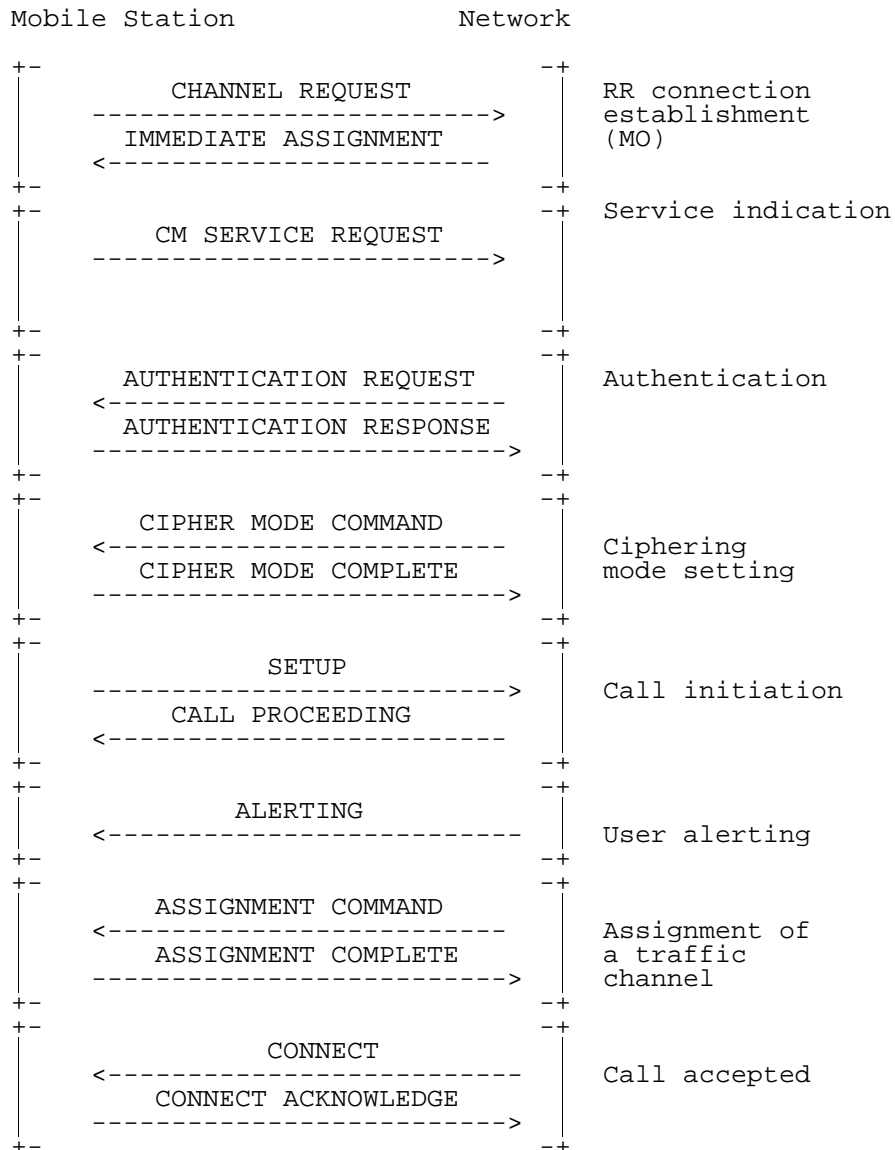 Mobile Station Network
CHANNEL REQUEST RR connection
establishment
IMMEDIATE ASSIGNMENT (MO)
Service indication
CM SERVICE REQUEST
AUTHENTICATION REQUEST Authentication
AUTHENTICATION RESPONSE
CIPHER MODE COMMAND
Ciphering
CIPHER MODE COMPLETE mode setting
SETUP
Call initiation
CALL PROCEEDING
ALERTING
User alerting
ASSIGNMENT COMMAND
Assignment of
ASSIGNMENT COMPLETE a traffic
channel
CONNECT
Call accepted
CONNECT ACKNOWLEDGE